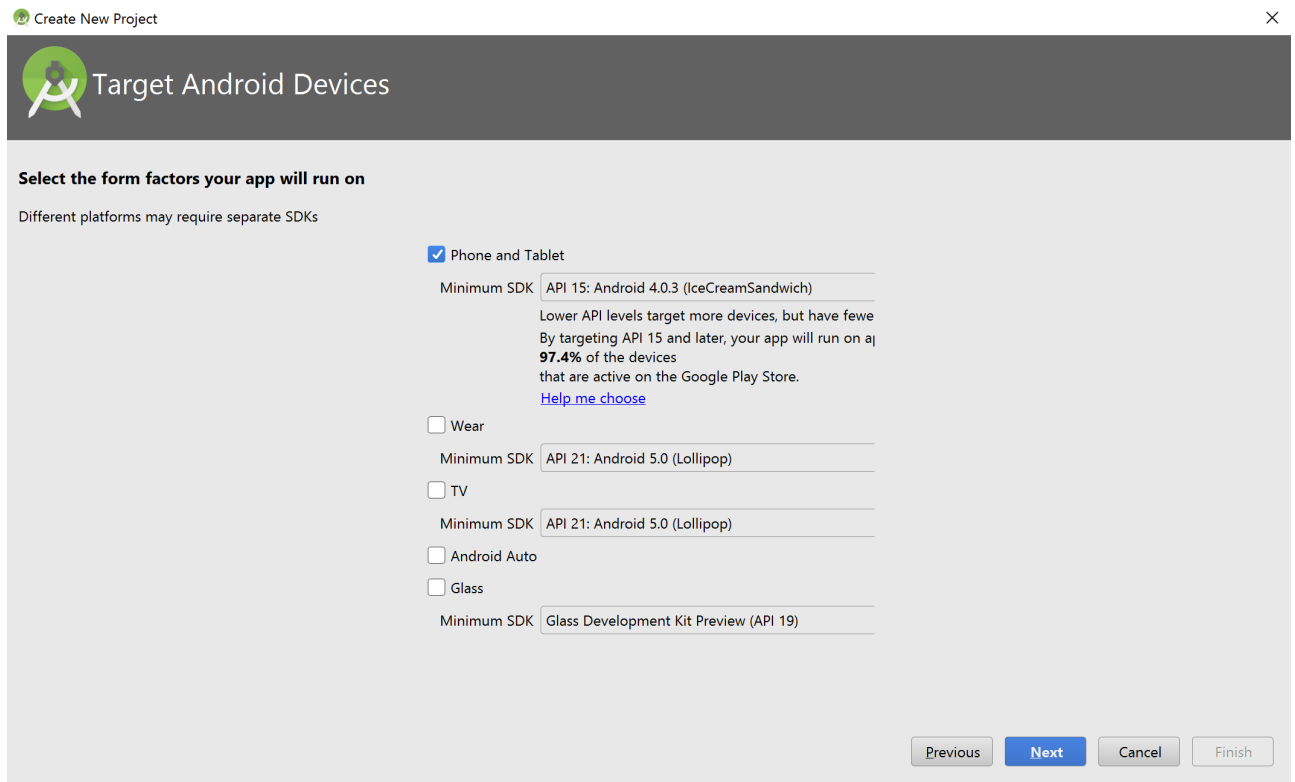 Create New Project
Target Android Devices
Select the form factors your app will run on
Different platforms may require separate SDKs
Phone and Tablet
Minimum SDK API 15: Android 4.0.3 (IceCreamSandwich)
Lower API levels target more devices, but have fewe
By targeting API 15 and later, your app will run on ap
97.4% of the devices
that are active on the Google Play Store.
Help me choose
Wear
Minimum SDK API 21: Android 5.0 (Lollipop)
TV
Minimum SDK API 21: Android 5.0 (Lollipop)
Android Auto
Glass
Minimum SDK Glass Development Kit Preview (API 19)
Previous Next Cancel Finish